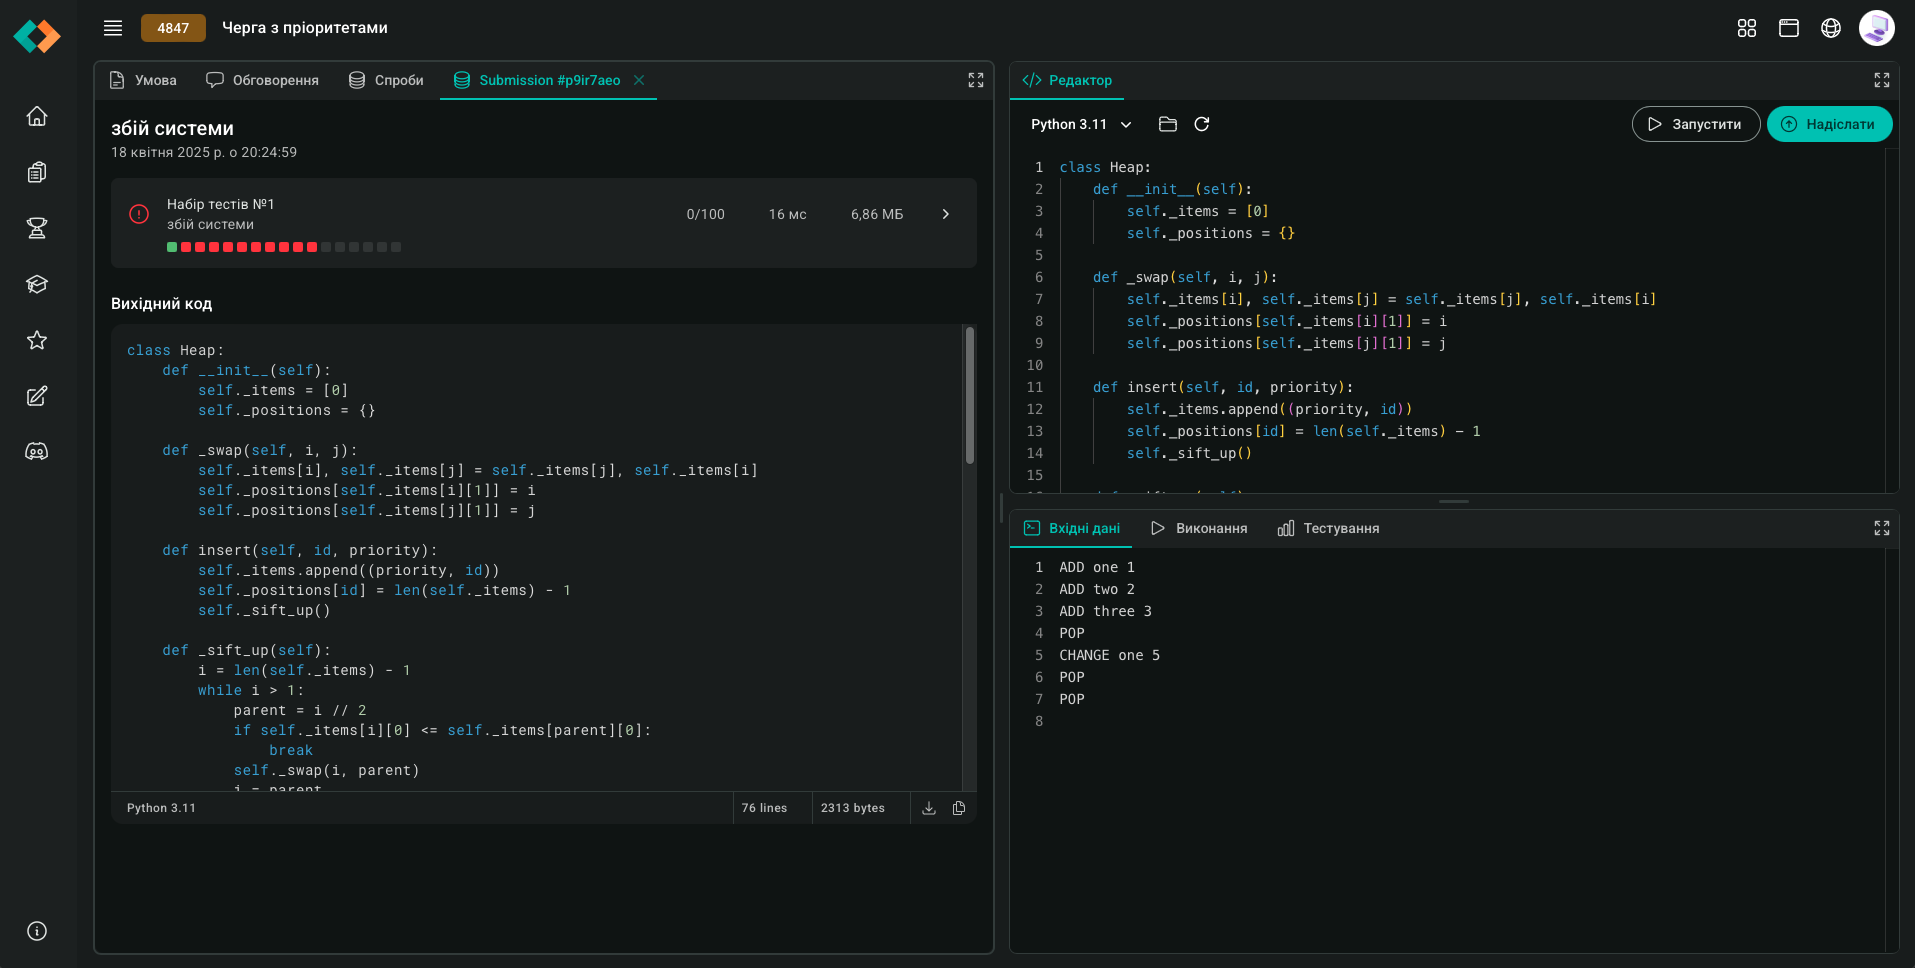 4847 Черга з пріоритетами
Умова Обговорення Спроби Submission #p9ir7aeo
збій системи
18 квітня 2025 р. о 20:24:59
Набір тестів №1
збій системи
0/100 16 мс 6,86 МБ
Вихідний код
class Heap:
    def __init__(self):
        self._items = [0]
        self._positions = {}
    def _swap(self, i, j):
        self._items[i], self._items[j] = self._items[j], self._items[i]
        self._positions[self._items[i][1]] = i
        self._positions[self._items[j][1]] = j
    def insert(self, id, priority):
        self._items.append((priority, id))
        self._positions[id] = len(self._items) - 1
        self._sift_up()
    def _sift_up(self):
        i = len(self._items) - 1
        while i > 1:
            parent = i // 2
            if self._items[i][0] <= self._items[parent][0]:
                break
            self._swap(i, parent)
            i = parent
Python 3.11 76 lines 2313 bytes
Редактор
Python 3.11 Запустити Надіслати
1 class Heap:
2     def __init__(self):
3         self._items = [0]
4         self._positions = {}
5
6     def _swap(self, i, j):
7         self._items[i], self._items[j] = self._items[j], self._items[i]
8         self._positions[self._items[i][1]] = i
9         self._positions[self._items[j][1]] = j
10
11     def insert(self, id, priority):
12         self._items.append((priority, id))
13         self._positions[id] = len(self._items) - 1
14         self._sift_up()
15
Вхідні дані Виконання Тестування
1 ADD one 1
2 ADD two 2
3 ADD three 3
4 POP
5 CHANGE one 5
6 POP
7 POP
8